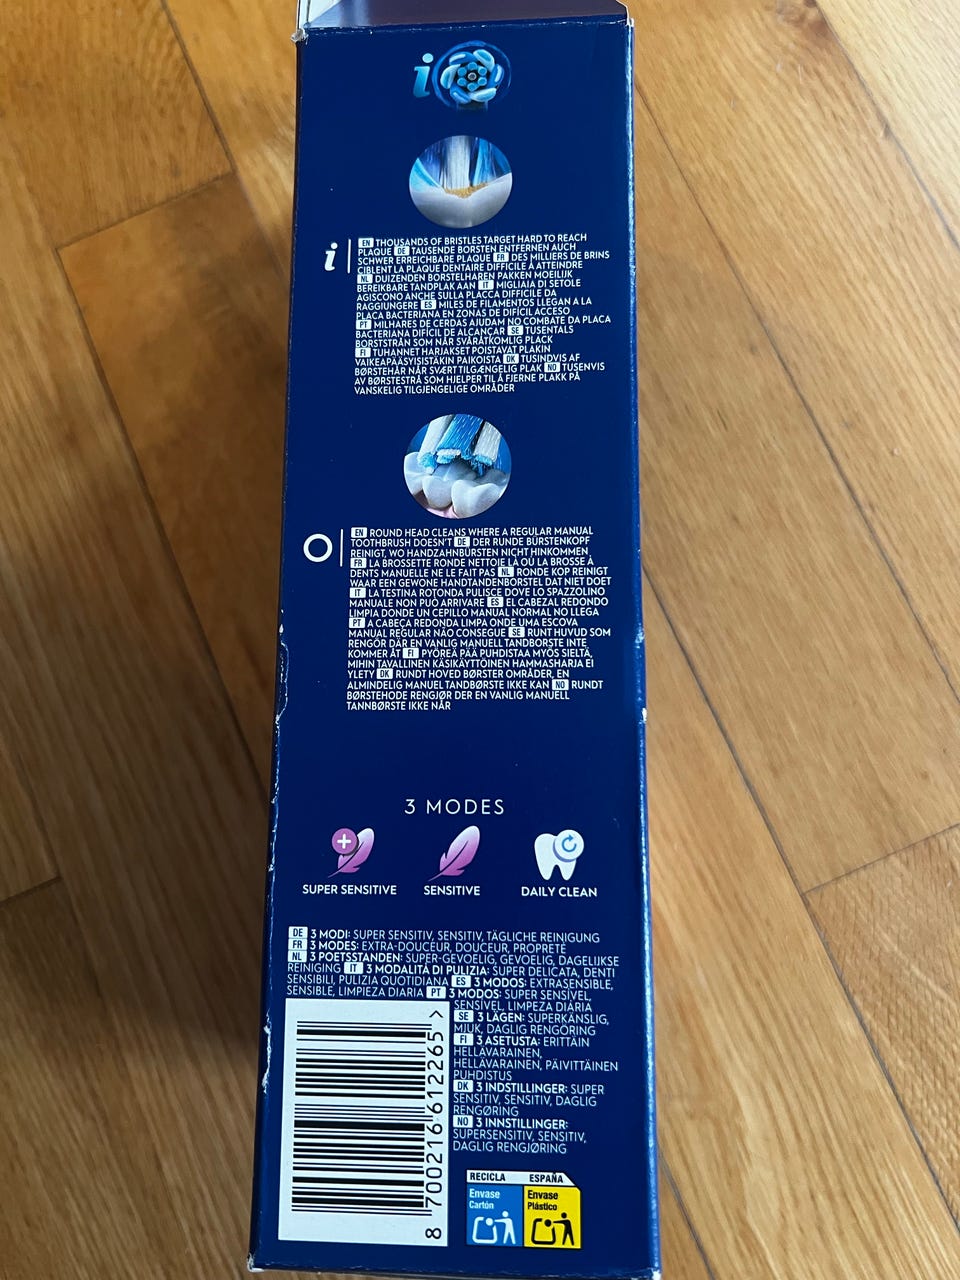 iO
EN THOUSANDS OF BRISTLES TARGET HARD TO REACH
PLAQUE DE TAUSENDE BORSTEN ENTFERNEN AUCH
SCHWER ERREICHBARE PLAQUE FR DES MILLIERS DE BRINS
CIBLENT LA PLAQUE DENTAIRE DIFFICILE À ATTEINDRE
NL DUIZENDEN BORSTELHAREN PAKKEN MOEILIJK
BEREIKBARE TANDPLAK AAN IT MIGLIAIA DI SETOLE
AGISCONO ANCHE SULLA PLACCA DIFFICILE DA
RAGGIUNGERE ES MILES DE FILAMENTOS LLEGAN A LA
PLACA BACTERIANA EN ZONAS DE DIFÍCIL ACCESO
PT MILHARES DE CERDAS AJUDAM NO COMBATE DA PLACA
BACTERIANA DIFÍCIL DE ALCANÇAR SE TUSENTALS
BORSTSTRÅN SOM NÅR SVÅRÅTKOMLIG PLACK
FI TUHANNET HARJAKSET POISTAVAT PLAKIN
VAIKEAPÄÄSYISISTÄKIN PAIKOISTA DK TUSINDVIS AF
BØRSTEHÅR NÅR SVÆRT TILGÆNGELIG PLAK NO TUSENVIS
AV BØRSTESTRÅ SOM HJELPER TIL Å FJERNE PLAKK PÅ
VANSKELIG TILGJENGELIGE OMRÅDER
i
EN ROUND HEAD CLEANS WHERE A REGULAR MANUAL
TOOTHBRUSH DOESN'T DE DER RUNDE BÜRSTENKOPF
REINIGT, WO HANDZAHNBÜRSTEN NICHT HINKOMMEN
FR LA BROSSETTE RONDE NETTOIE LÀ OÙ LA BROSSE À
DENTS MANUELLE NE LE FAIT PAS NL RONDE KOP REINIGT
WAAR EEN GEWONE HANDTANDENBORSTEL DAT NIET DOET
IT LA TESTINA ROTONDA PULISCE DOVE LO SPAZZOLINO
MANUALE NON PUÒ ARRIVARE ES EL CABEZAL REDONDO
LIMPIA DONDE UN CEPILLO MANUAL NORMAL NO LLEGA
PT A CABEÇA REDONDA LIMPA ONDE UMA ESCOVA
MANUAL REGULAR NÃO CONSEGUE SE RUNT HUVUD SOM
RENGÖR DÄR EN VANLIG MANUELL TANDBORSTE INTE
KOMMER ÅT FI PYÖREÄ PÄÄ PUHDISTAA MYÖS SIELTÄ,
MIHIN TAVALLINEN KÄSIKÄYTTÖINEN HAMMASHARJA EI
YLETY DK RUNDT HOVED BØRSTER OMRÅDER, EN
ALMINDELIG MANUEL TANDBØRSTE IKKE KAN NO RUNDT
BØRSTEHODE RENGJØR DER EN VANLIG MANUELL
TANNBØRSTE IKKE NÅR
O
3 MODES
SUPER SENSITIVE SENSITIVE DAILY CLEAN
DE 3 MODI: SUPER SENSITIV, SENSITIV, TÄGLICHE REINIGUNG
FR 3 MODES: EXTRA-DOUCEUR, DOUCEUR, PROPRETÉ
NL 3 POETSSTANDEN: SUPER-GEVOELIG, GEVOELIG, DAGELIJKSE
REINIGING IT 3 MODALITÀ DI PULIZIA: SUPER DELICATA, DENTI
SENSIBILI, PULIZIA QUOTIDIANA ES 3 MODOS: EXTRASENSIBLE,
SENSIBLE, LIMPIEZA DIARIA PT 3 MODOS: SUPER SENSÍVEL,
SENSÍVEL, LIMPEZA DIÁRIA
SE 3 LÄGEN: SUPERKÄNSLIG,
MJUK, DAGLIG RENGÖRING
FI 3 ASETUSTA: ERITTÄIN
HELLÄVARAINEN,
HELLÄVARAINEN, PÄIVITTÄINEN
PUHDISTUS
DK 3 INDSTILLINGER: SUPER
SENSITIV, SENSITIV, DAGLIG
RENGØRING
NO 3 INNSTILLINGER:
SUPERSENSITIV, SENSITIV,
DAGLIG RENGJØRING
8 700216 612265 >
RECICLA ESPAÑA
Envase Cartón
Envase Plástico